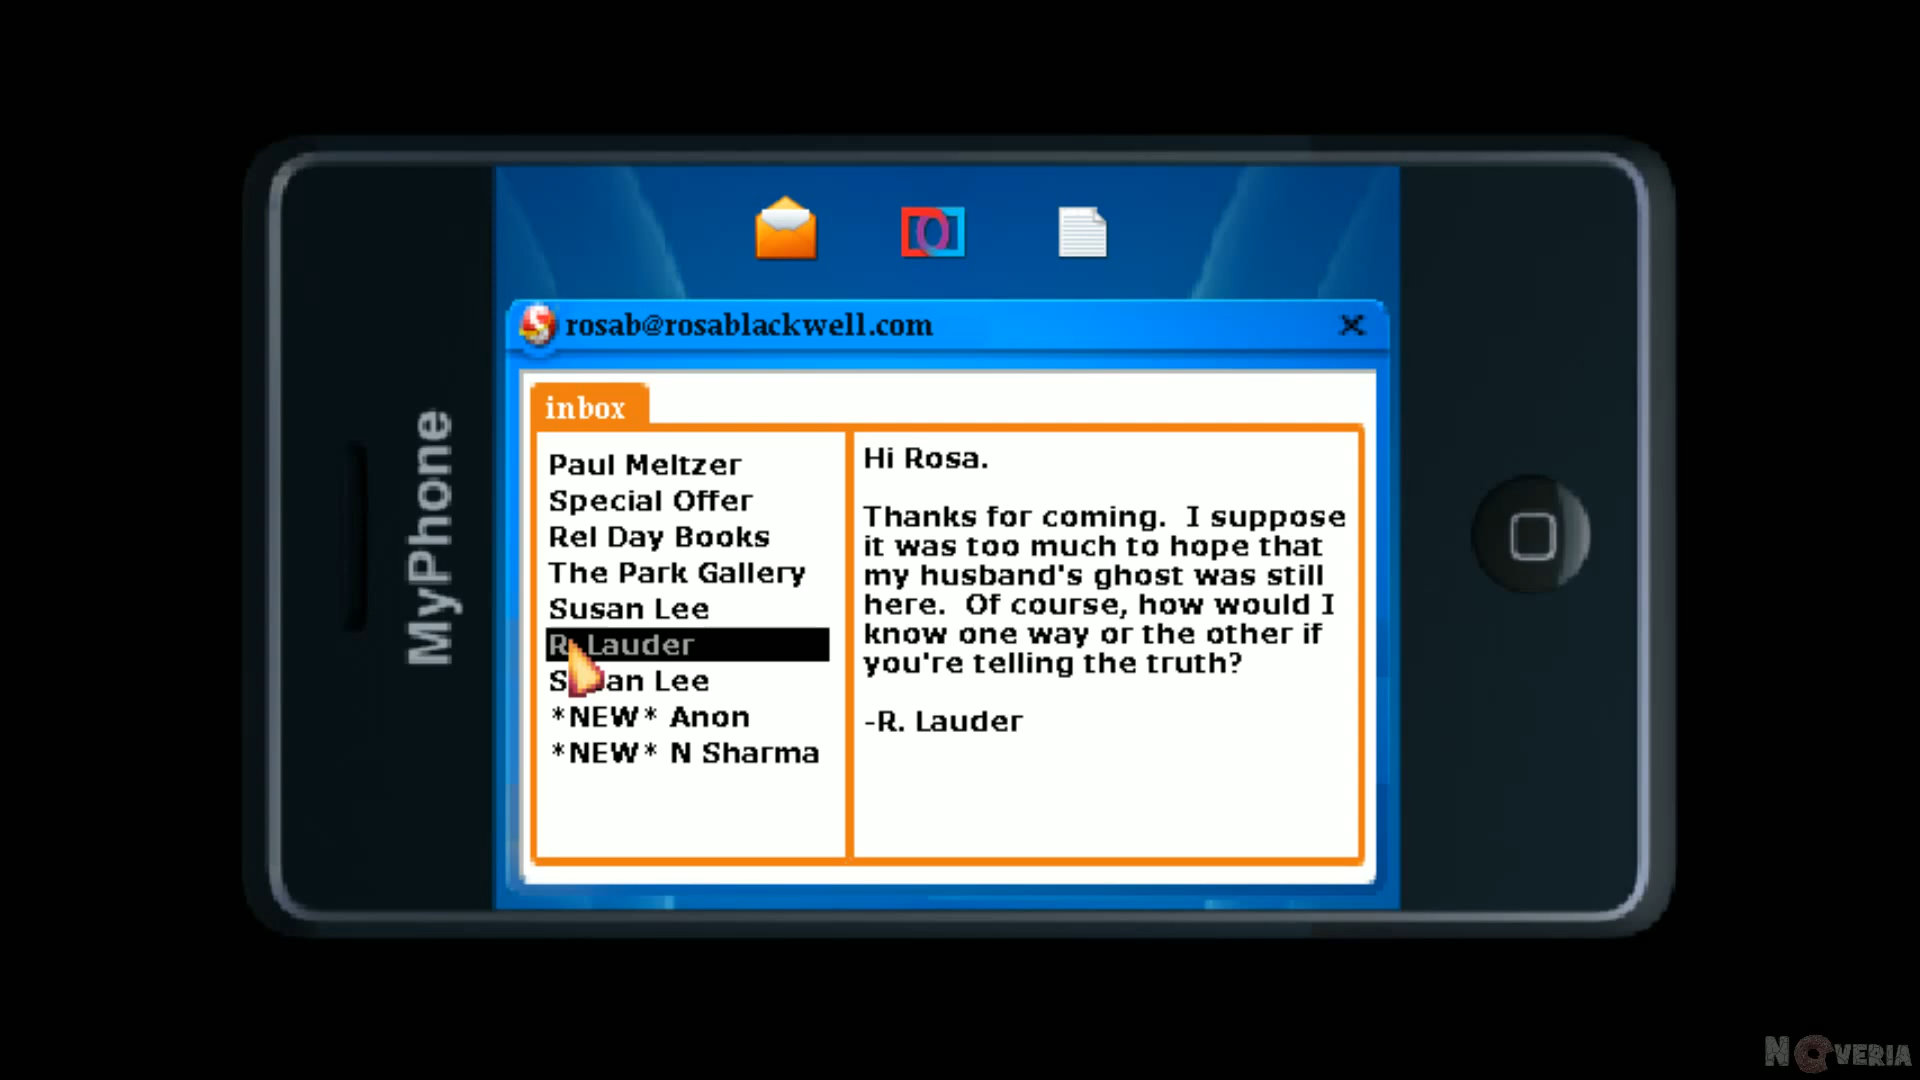 MyPhone
rosab@rosablackwell.com
inbox
Paul Meltzer
Special Offer
Rel Day Books
The Park Gallery
Susan Lee
R. Lauder
Susan Lee
*NEW* Anon
*NEW* N Sharma
Hi Rosa.
Thanks for coming.  I suppose
it was too much to hope that
my husband's ghost was still
here.  Of course, how would I
know one way or the other if
you're telling the truth?
-R. Lauder
NOVERIA